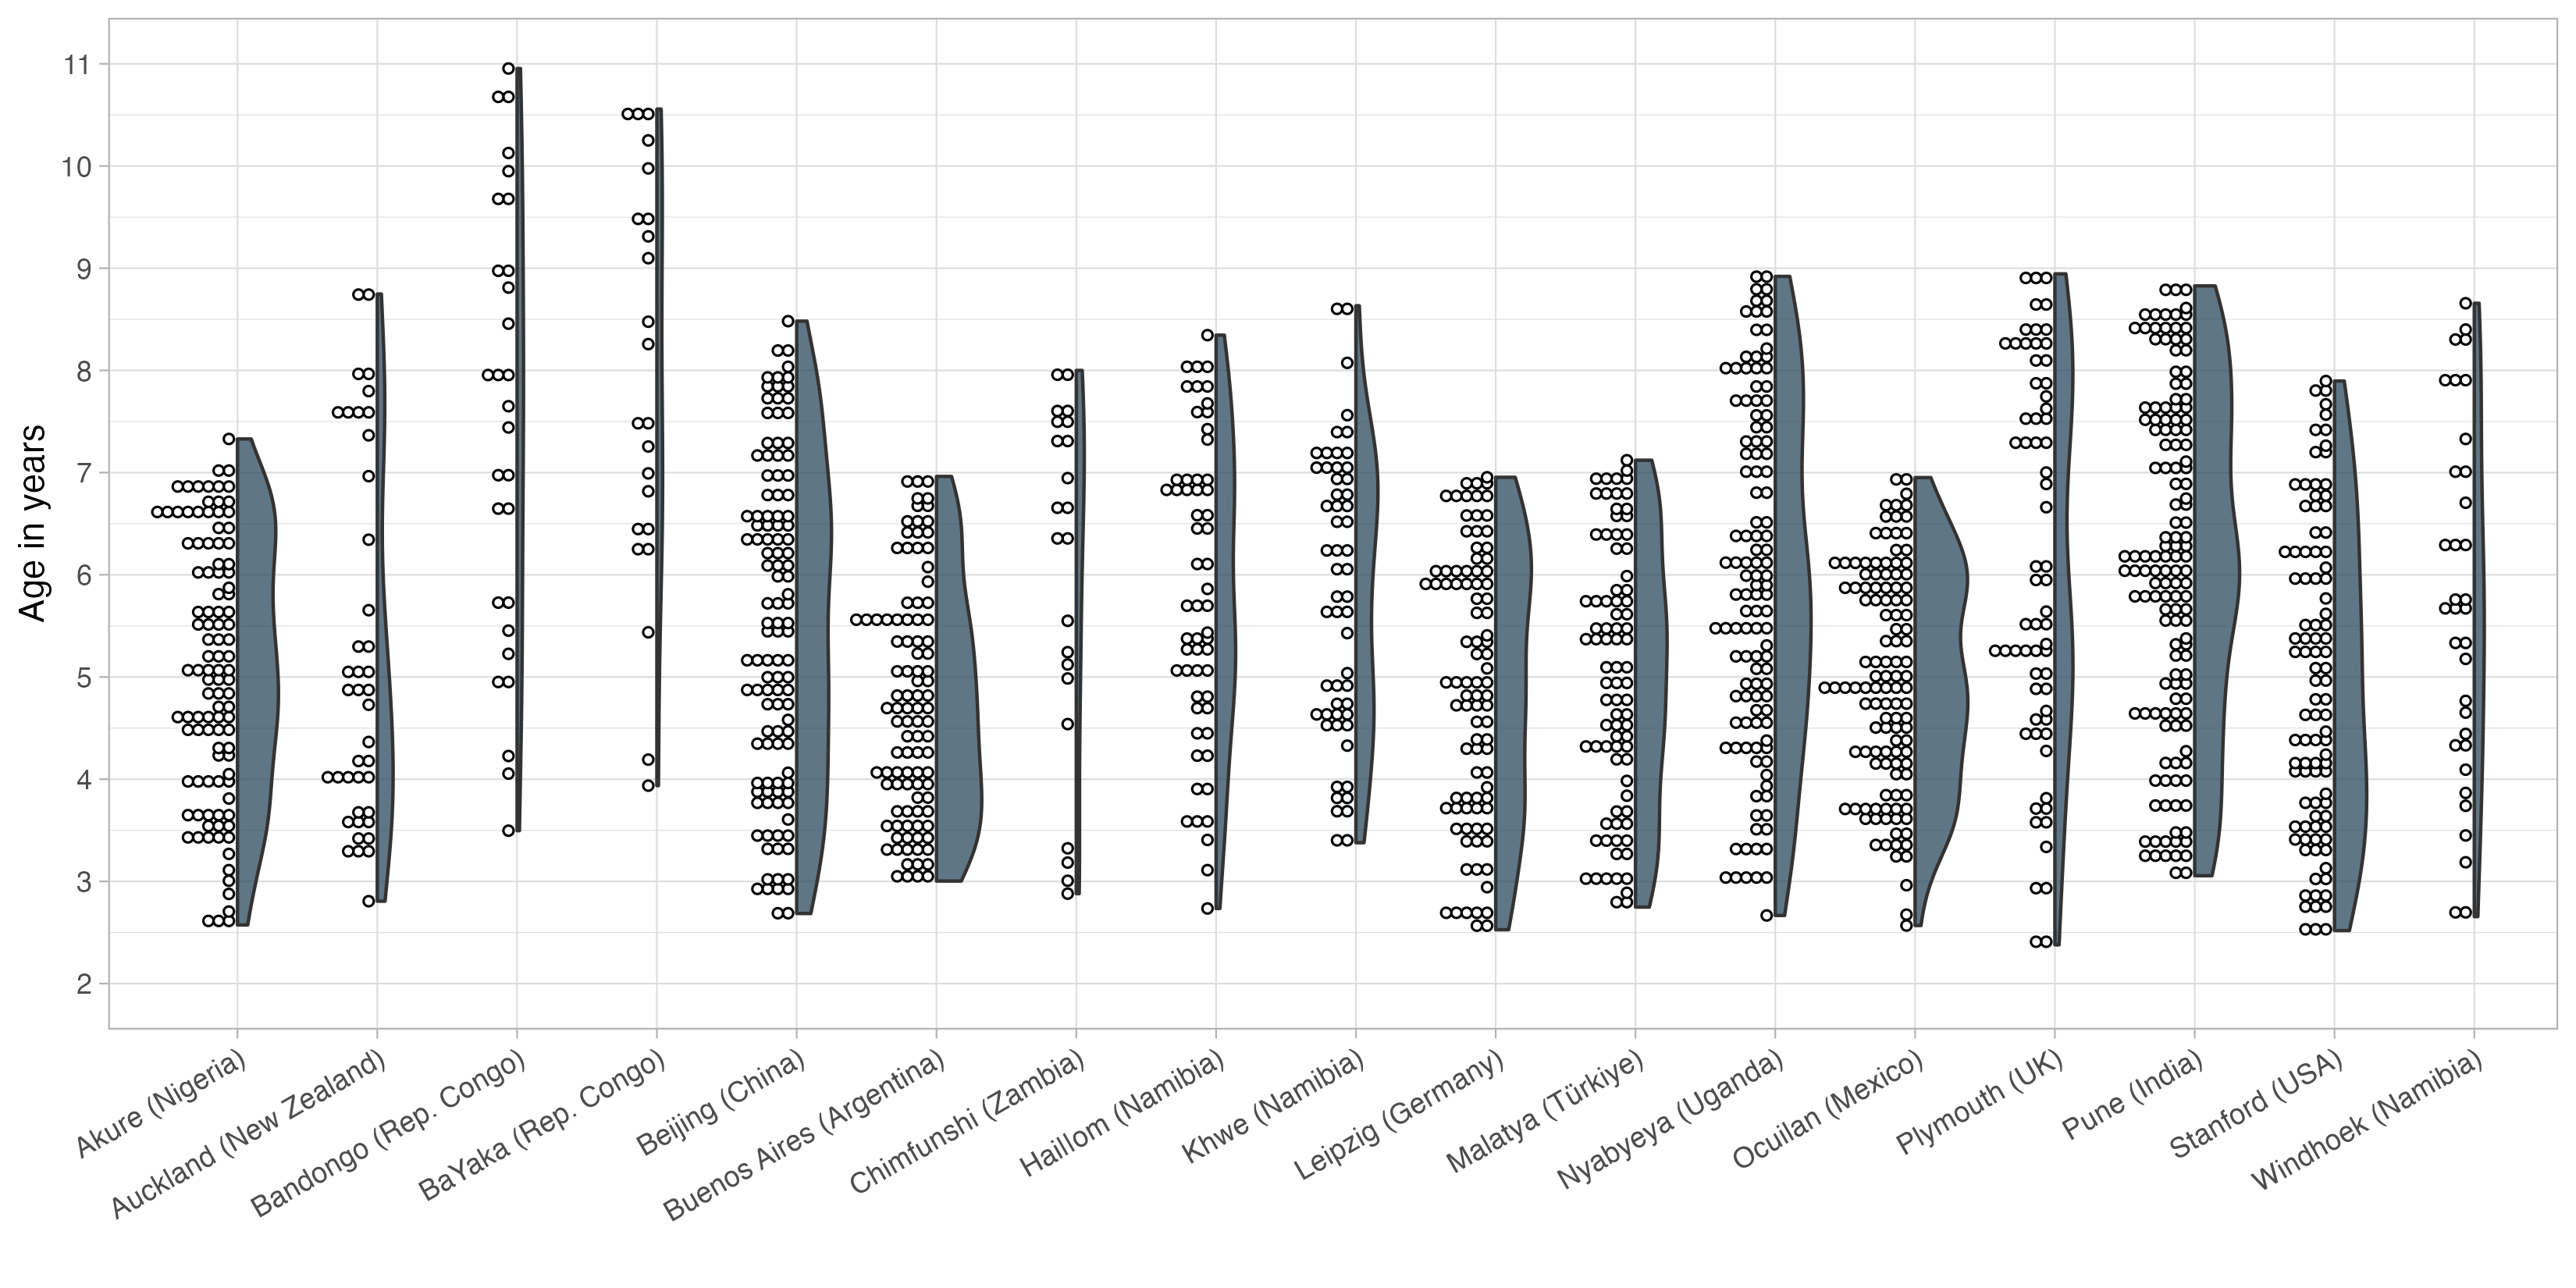 Age in years
11
10
9
8
7
6
5
4
3
2
Akure (Nigeria)
Auckland (New Zealand)
Bandongo (Rep. Congo)
BaYaka (Rep. Congo)
Beijing (China)
Buenos Aires (Argentina)
Chimfunshi (Zambia)
Haillom (Namibia)
Khwe (Namibia)
Leipzig (Germany)
Malatya (Türkiye)
Nyabyeya (Uganda)
Ocuilan (Mexico)
Plymouth (UK)
Pune (India)
Stanford (USA)
Windhoek (Namibia)